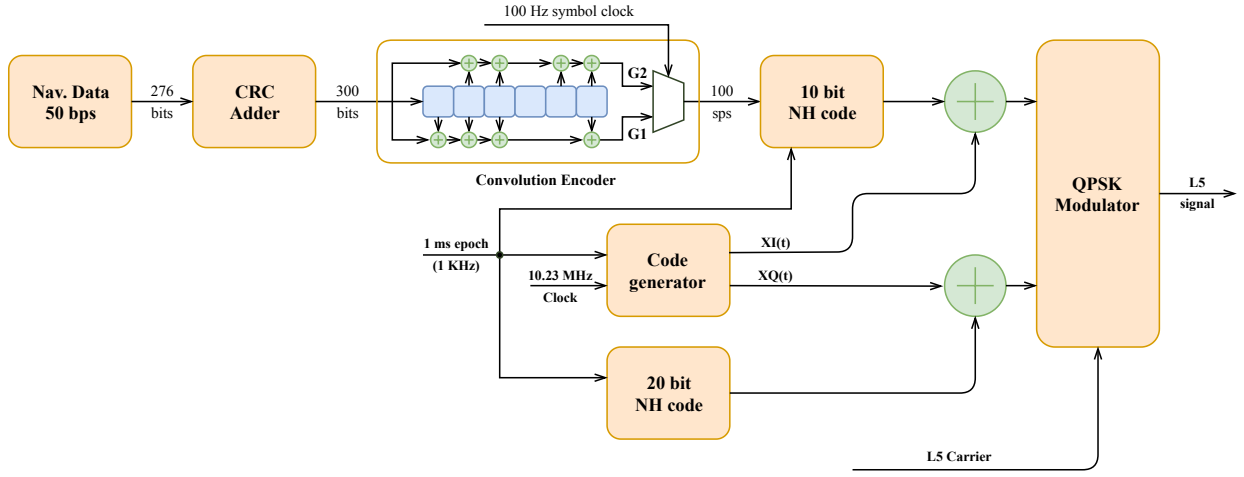 100 Hz symbol clock
Nav. Data
50 bps
276
bits
CRC
Adder
300
bits
G2
G1
Convolution Encoder
100
sps
10 bit
NH code
QPSK
Modulator
L5
signal
1 ms epoch
(1 KHz)
10.23 MHz
Clock
Code
generator
XI(t)
XQ(t)
20 bit
NH code
L5 Carrier